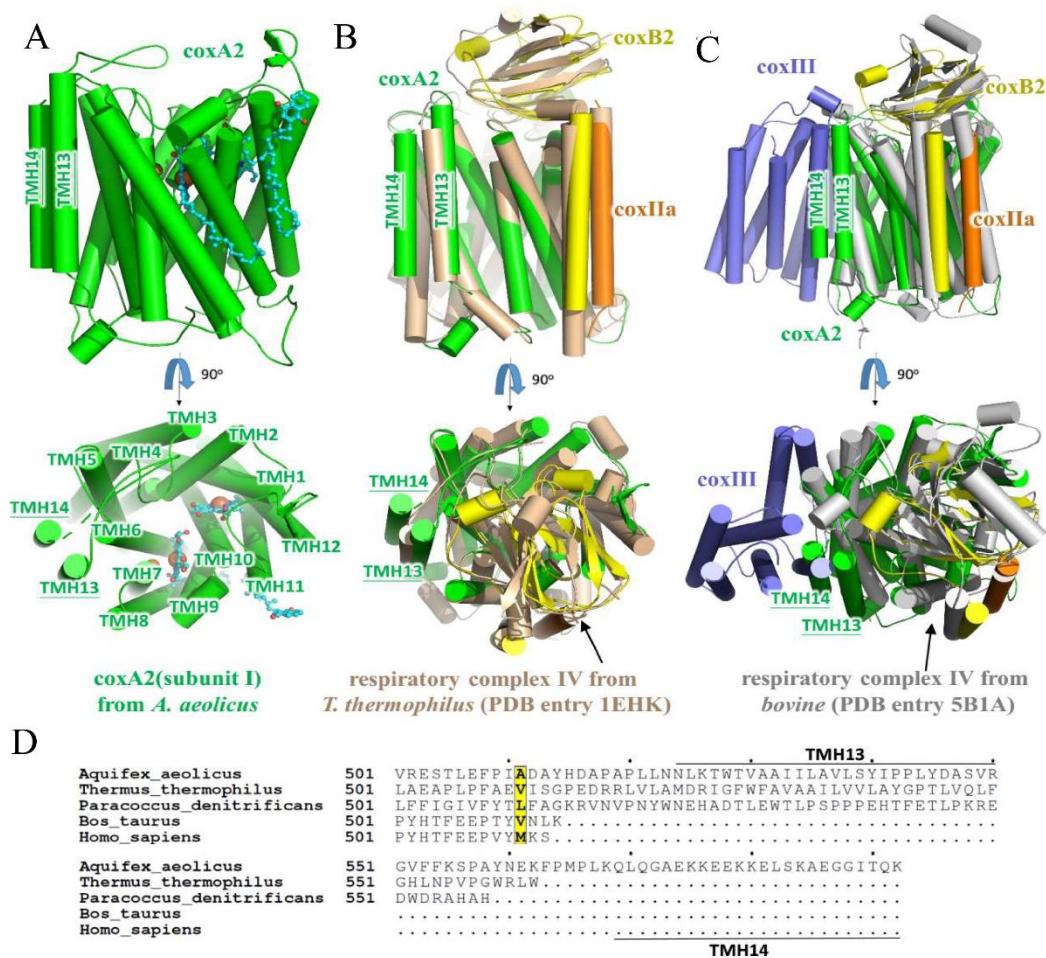 A
coxA2
TMH14
TMH13
90°
TMH3
TMH4
TMH2
TMH5
TMH1
TMH14
TMH6
TMH10
TMH12
TMH13
TMH7
TMH11
TMH9
TMH8
coxA2(subunit I)
from A. aeolicus
B
coxB2
coxA2
TMH14
TMH13
coxIIa
90°
TMH14
TMH13
respiratory complex IV from
T. thermophilus (PDB entry 1EHK)
C
coxIII
coxB2
TMH14
TMH13
coxIIa
coxA2
90°
coxIII
TMH14
TMH13
respiratory complex IV from
bovine (PDB entry 5B1A)
D
TMH13
Aquifex_aeolicus 501 VRESTLEFPIADAYHDAPAPLLNNLKTWTVAAIILAVLSYIPPLYDASVR
Thermus_thermophilus 501 LAEAPLPFAEVISGPEDRRLVLAMDRIGFWFAVAAILVVLAYGPTLVQLF
Paracoccus_denitrificans 501 LFFIGIVFYTLFAGKRVNVPNYWNEHADTLEWTLPSPPPEHTFETLPKRE
Bos_taurus 501 PYHTFEEPTYVNLK....................................
Homo_sapiens 501 PYHTFEEPVYMKS.....................................
Aquifex_aeolicus 551 GVFFKSPAYNEKFPMPLKQLQGAEKKEEKKELSKAEGGITQK
Thermus_thermophilus 551 GHLNPVPGWRLW..............................
Paracoccus_denitrificans 551 DWDRAHAH..................................
Bos_taurus ..........................................
Homo_sapiens ..........................................
TMH14